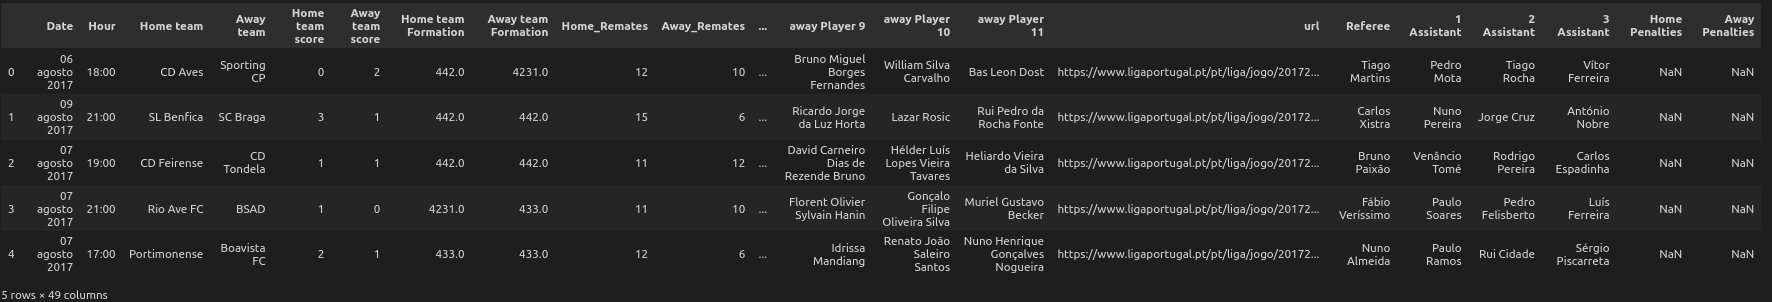 Date Hour Home team Away team Home team score Away team score Home team Formation Away team Formation Home_Remates Away_Remates ... away Player 9 away Player 10 away Player 11 url Referee 1 Assistant 2 Assistant 3 Assistant Home Penalties Away Penalties
0 06 agosto 2017 18:00 CD Aves Sporting CP 0 2 442.0 4231.0 12 10 ... Bruno Miguel Borges Fernandes William Silva Carvalho Bas Leon Dost https://www.ligaportugal.pt/pt/liga/jogo/20172... Tiago Martins Pedro Mota Tiago Rocha Vítor Ferreira NaN NaN
1 09 agosto 2017 21:00 SL Benfica SC Braga 3 1 442.0 442.0 15 6 ... Ricardo Jorge da Luz Horta Lazar Rosic Rui Pedro da Rocha Fonte https://www.ligaportugal.pt/pt/liga/jogo/20172... Carlos Xistra Nuno Pereira Jorge Cruz António Nobre NaN NaN
2 07 agosto 2017 19:00 CD Feirense CD Tondela 1 1 442.0 442.0 11 12 ... David Carneiro Dias de Rezende Bruno Hélder Luís Lopes Vieira Tavares Heliardo Vieira da Silva https://www.ligaportugal.pt/pt/liga/jogo/20172... Bruno Paixão Venâncio Tomé Rodrigo Pereira Carlos Espadinha NaN NaN
3 07 agosto 2017 21:00 Rio Ave FC BSAD 1 0 4231.0 433.0 11 10 ... Florent Olivier Sylvain Hanin Gonçalo Filipe Oliveira Silva Muriel Gustavo Becker https://www.ligaportugal.pt/pt/liga/jogo/20172... Fábio Veríssimo Paulo Soares Pedro Felisberto Luís Ferreira NaN NaN
4 07 agosto 2017 17:00 Portimonense Boavista FC 2 1 433.0 433.0 12 6 ... Idrissa Mandiang Renato João Saleiro Santos Nuno Henrique Gonçalves Nogueira https://www.ligaportugal.pt/pt/liga/jogo/20172... Nuno Almeida Paulo Ramos Rui Cidade Sérgio Piscarreta NaN NaN
5 rows × 49 columns